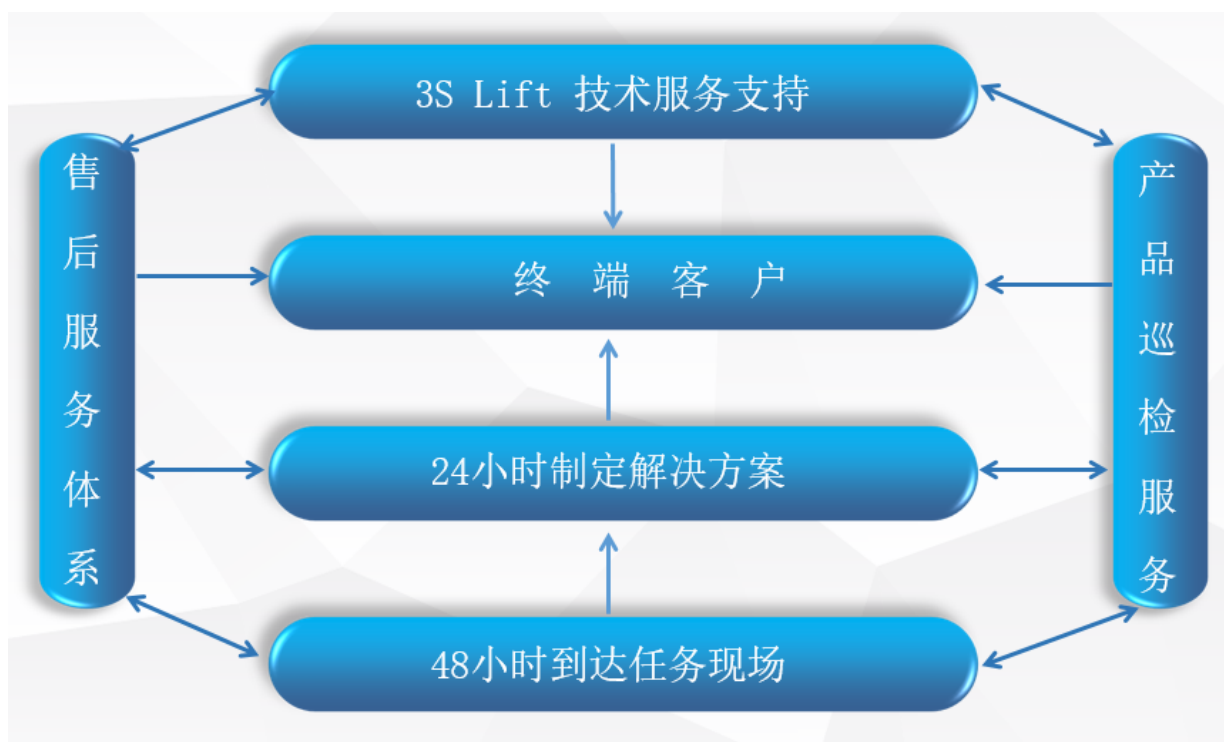 3S Lift 技术服务支持
售后服务体系
终端客户
产品巡检服务
24小时制定解决方案
48小时到达任务现场